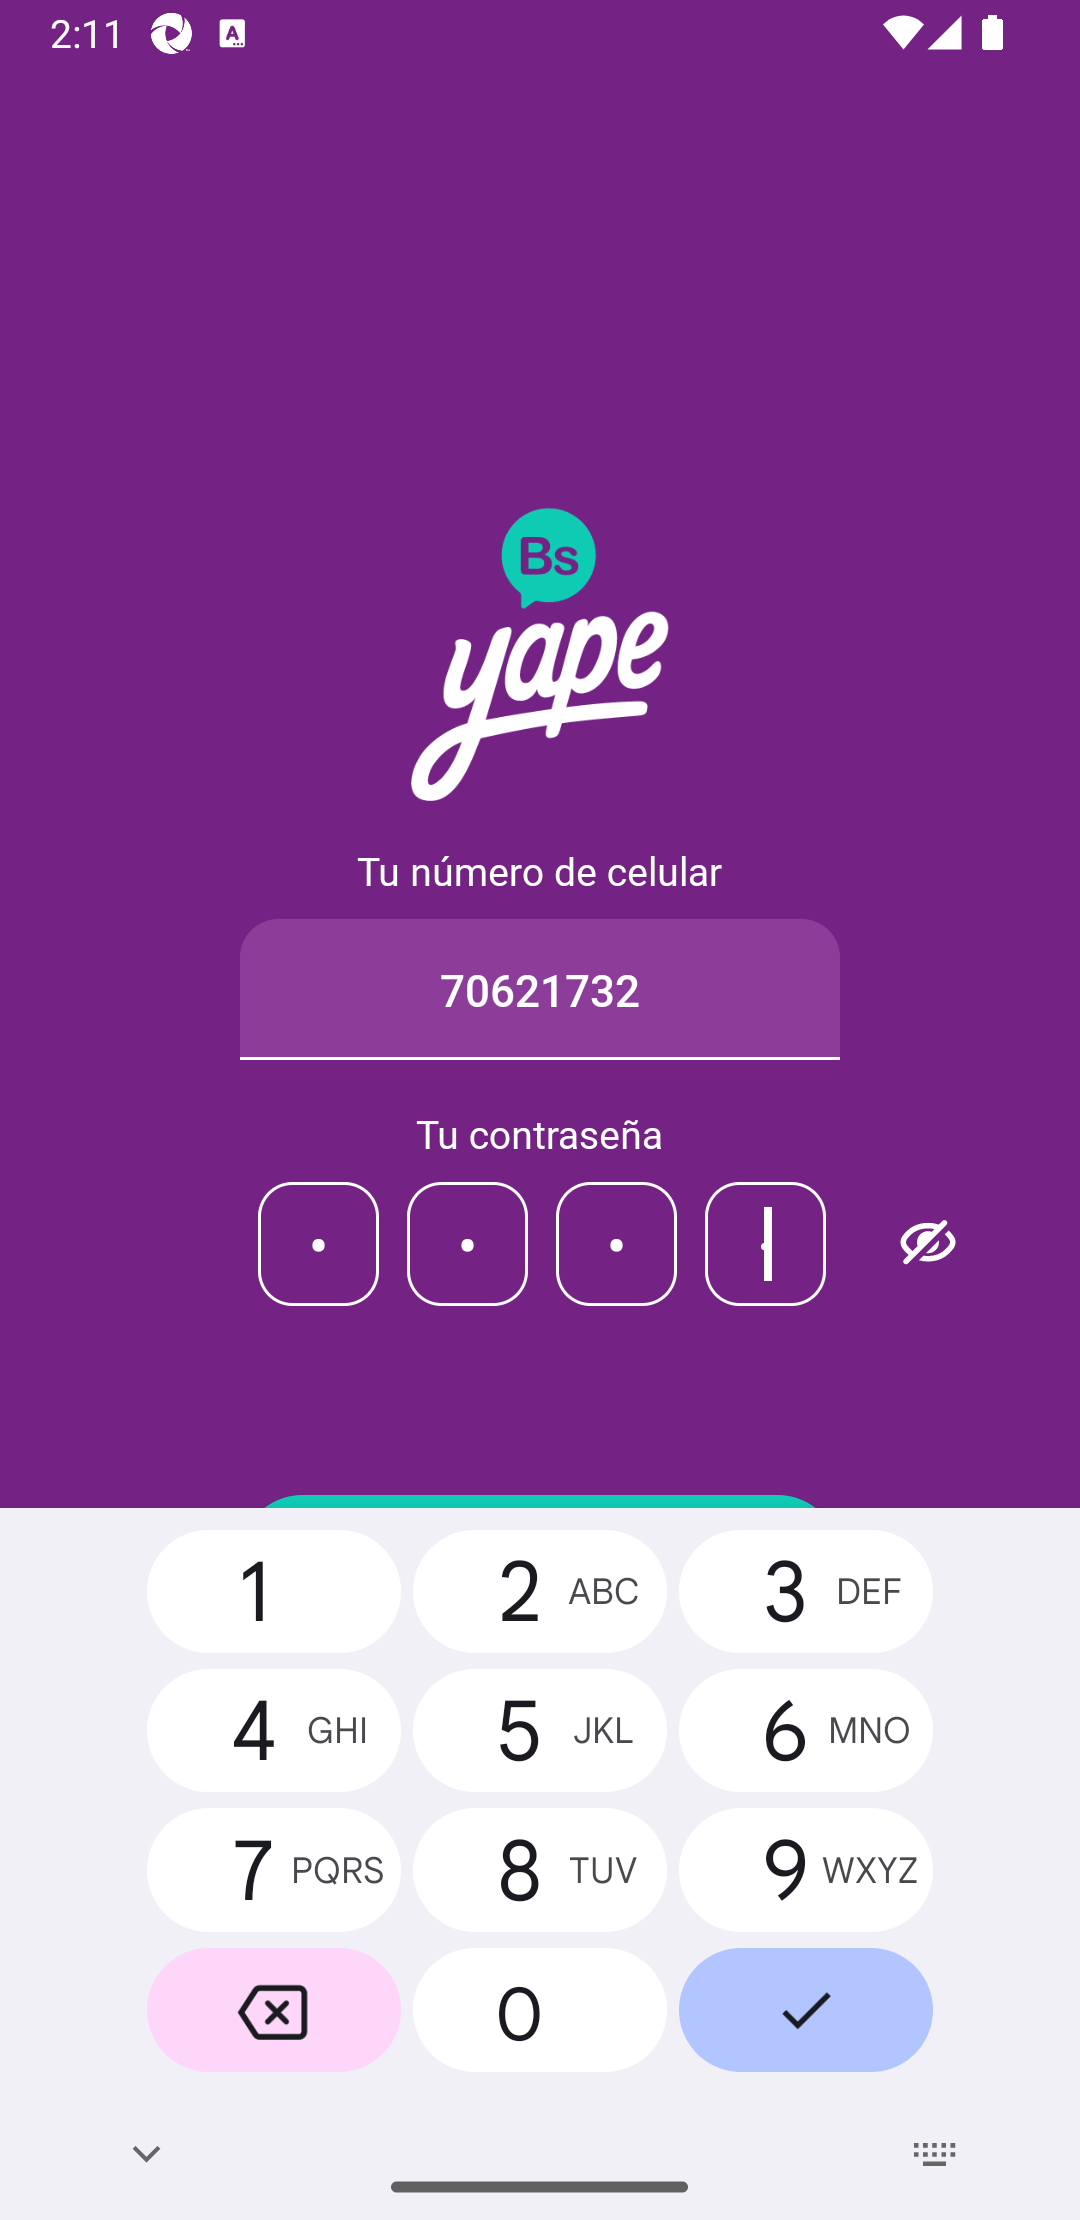 2:11
Bs
yape
Tu número de celular
70621732
Tu contraseña
1
2 ABC
3 DEF
4 GHI
5 JKL
6 MNO
7 PQRS
8 TUV
9 WXYZ
0